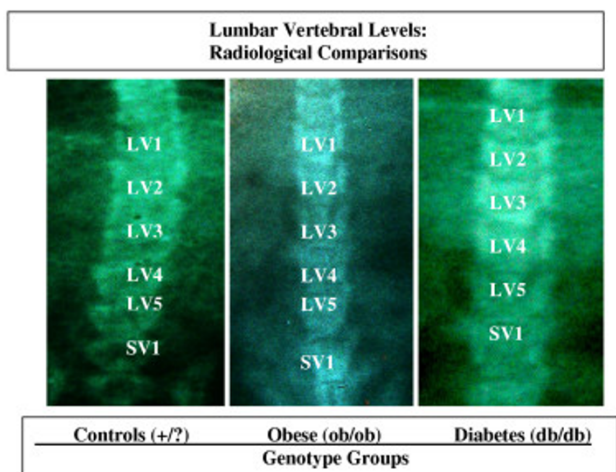 Lumbar Vertebral Levels:
Radiological Comparisons
LV1
LV2
LV3
LV4
LV5
SV1
LV1
LV2
LV3
LV4
LV5
SV1
LV1
LV2
LV3
LV4
LV5
SV1
Controls (+/?) Obese (ob/ob) Diabetes (db/db)
Genotype Groups